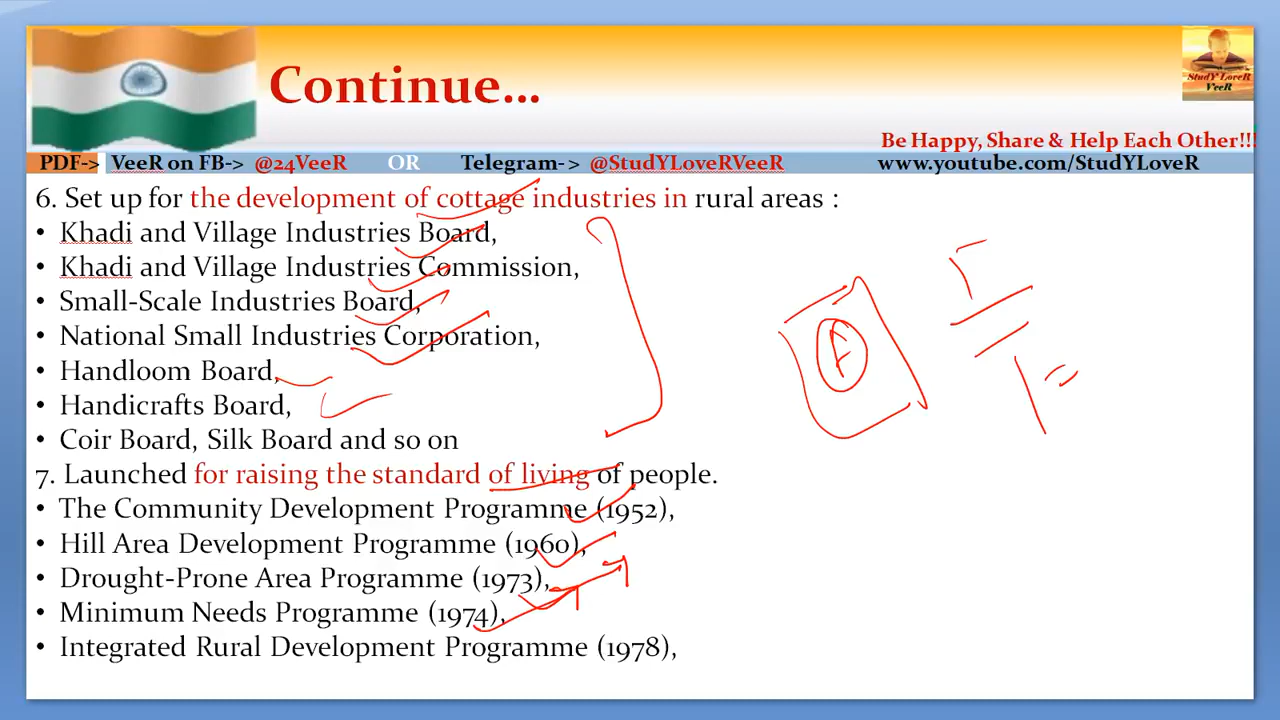 Continue...
StudY LoveR
VeeR
Be Happy, Share & Help Each Other!!!
PDF-> VeeR on FB-> @24VeeR OR Telegram-> @StudYLoveRVeeR www.youtube.com/StudYLoveR
6. Set up for the development of cottage industries in rural areas :
• Khadi and Village Industries Board,
• Khadi and Village Industries Commission,
• Small-Scale Industries Board,
• National Small Industries Corporation,
• Handloom Board,
• Handicrafts Board,
• Coir Board, Silk Board and so on
7. Launched for raising the standard of living of people.
• The Community Development Programme (1952),
• Hill Area Development Programme (1960),
• Drought-Prone Area Programme (1973),
• Minimum Needs Programme (1974),
• Integrated Rural Development Programme (1978),